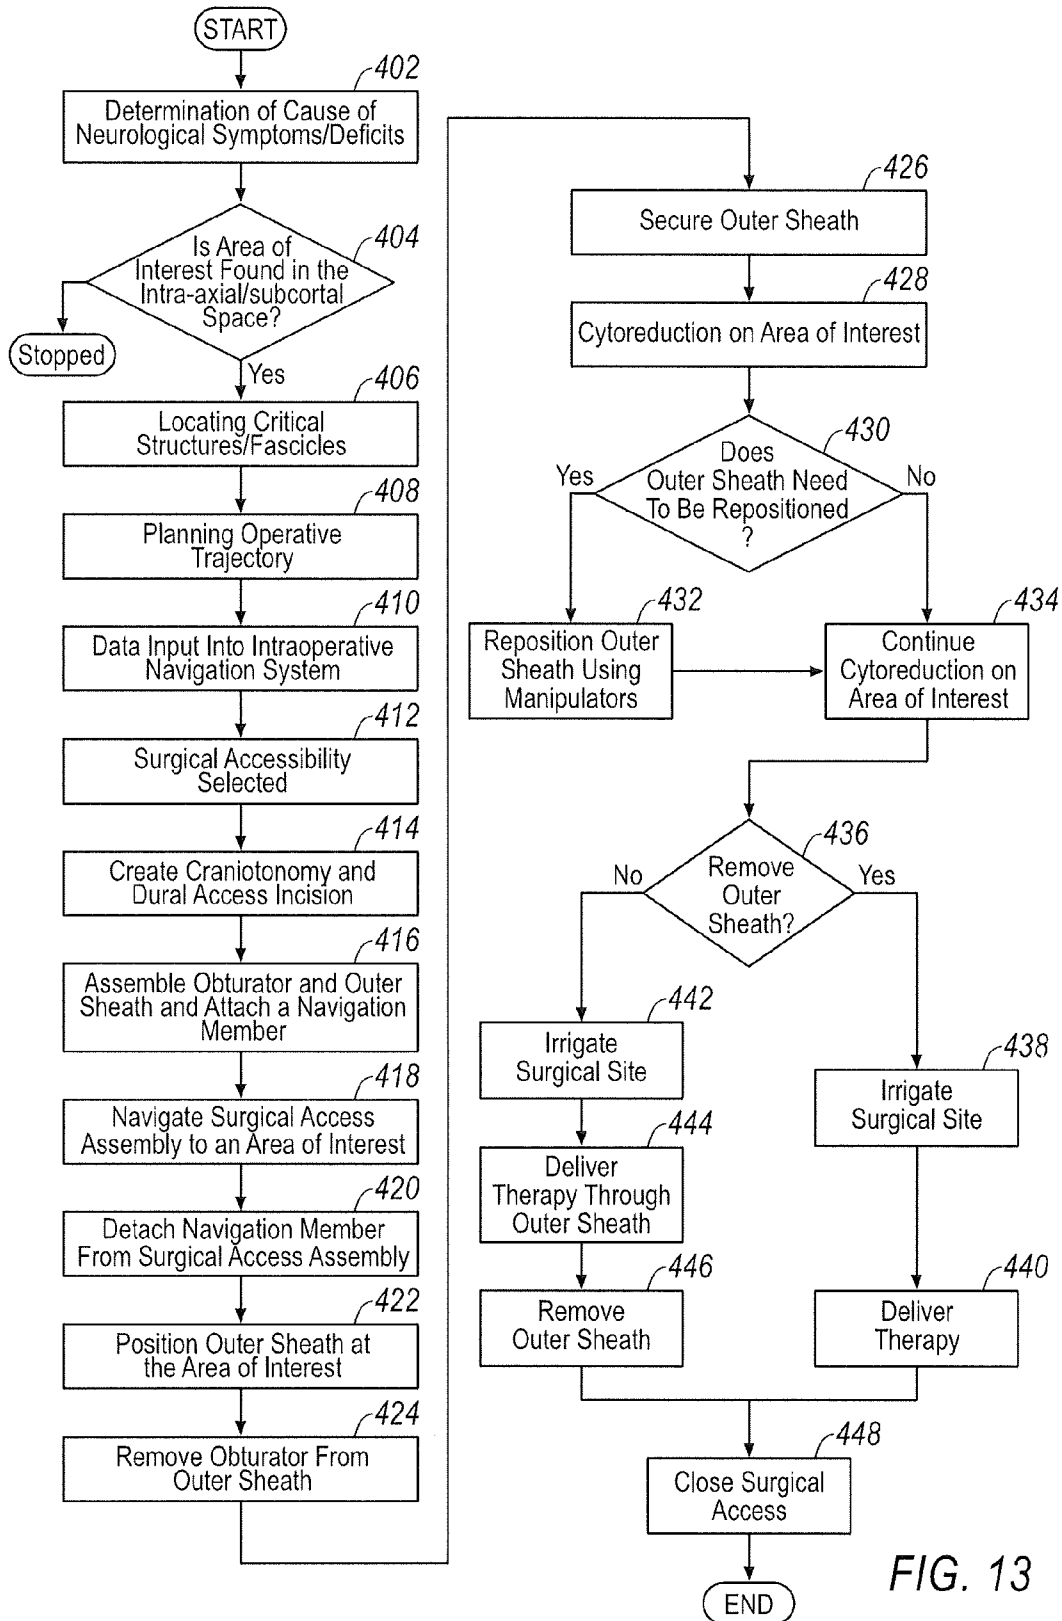 START
402
Determination of Cause of
Neurological Symptoms/Deficits
404
Is Area of
Interest Found in the
Intra-axial/subcortal
Space?
Stopped
Yes
406
Locating Critical
Structures/Fascicles
408
Planning Operative
Trajectory
410
Data Input Into Intraoperative
Navigation System
412
Surgical Accessibility
Selected
414
Create Craniotonomy and
Dural Access Incision
416
Assemble Obturator and Outer
Sheath and Attach a Navigation
Member
418
Navigate Surgical Access
Assembly to an Area of Interest
420
Detach Navigation Member
From Surgical Access Assembly
422
Position Outer Sheath at
the Area of Interest
424
Remove Obturator From
Outer Sheath
426
Secure Outer Sheath
428
Cytoreduction on Area of Interest
430
Does
Outer Sheath Need
To Be Repositioned
?
Yes
No
432
Reposition Outer
Sheath Using
Manipulators
434
Continue
Cytoreduction on
Area of Interest
436
Remove
Outer
Sheath?
No
Yes
442
Irrigate
Surgical Site
444
Deliver
Therapy Through
Outer Sheath
446
Remove
Outer Sheath
438
Irrigate
Surgical Site
440
Deliver
Therapy
448
Close Surgical
Access
END
FIG. 13